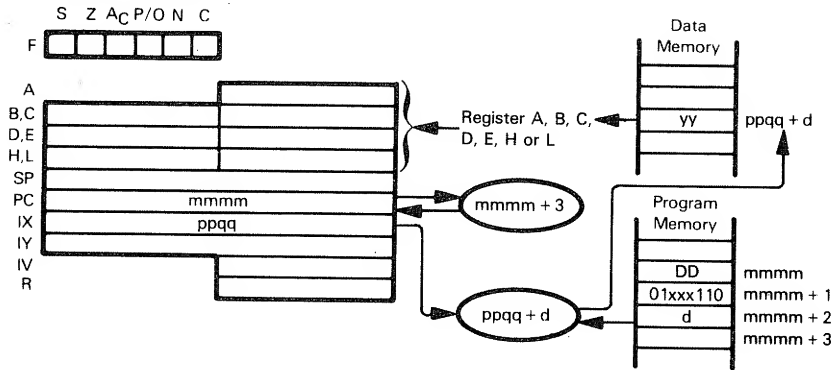 S Z AC P/O N C
F
A
B,C
D,E
H,L
SP
PC mmmm
IX ppqq
IY
IV
R
Register A, B, C,
D, E, H or L
mmmm + 3
ppqq + d
Data
Memory
yy ppqq + d
Program
Memory
DD mmmm
01xxx110 mmmm + 1
d mmmm + 2
mmmm + 3